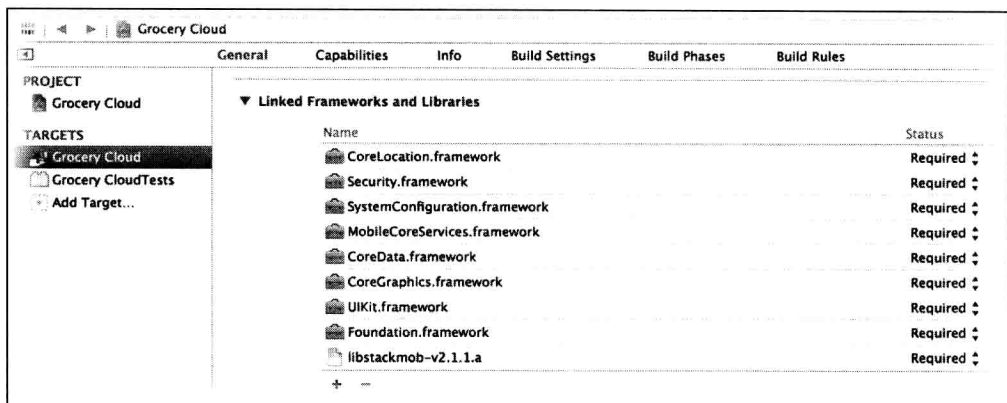 Grocery Cloud
General Capabilities Info Build Settings Build Phases Build Rules
PROJECT
Grocery Cloud
TARGETS
Grocery Cloud
Grocery CloudTests
Add Target...
Linked Frameworks and Libraries
Name Status
CoreLocation.framework Required
Security.framework Required
SystemConfiguration.framework Required
MobileCoreServices.framework Required
CoreData.framework Required
CoreGraphics.framework Required
UIKit.framework Required
Foundation.framework Required
libstackmob-v2.1.1.a Required